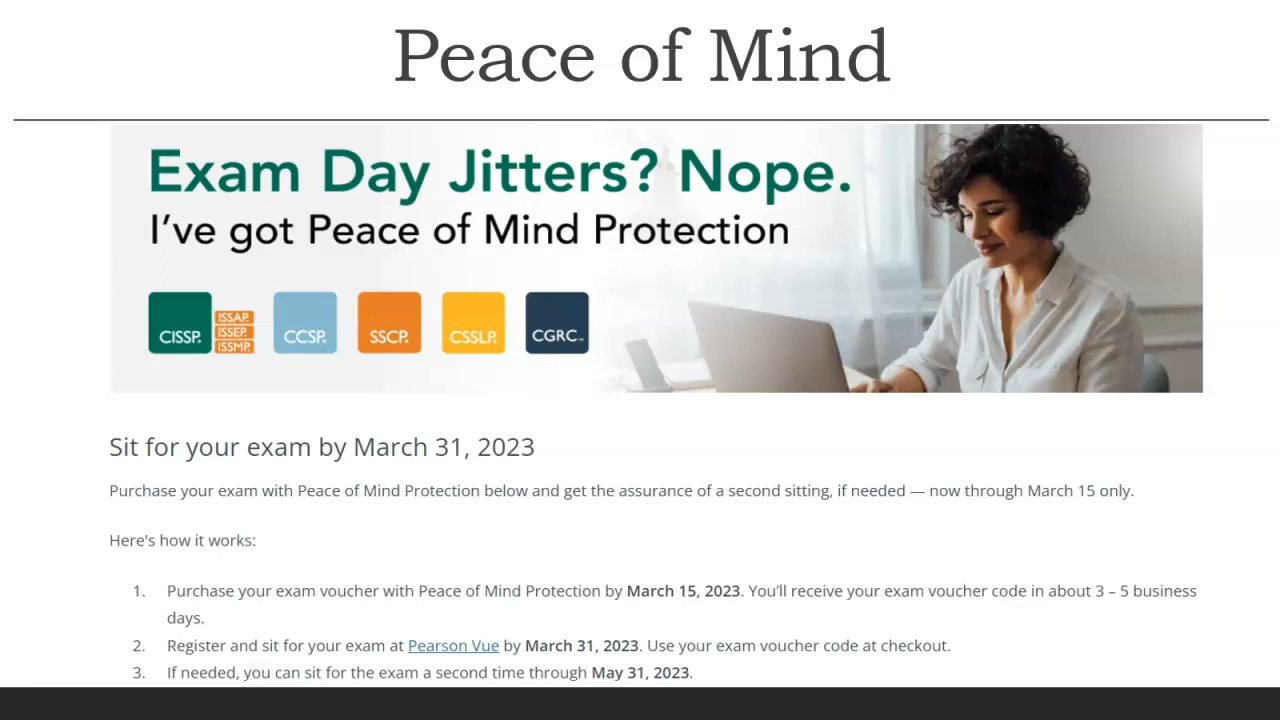 Peace of Mind
Exam Day Jitters? Nope.
I’ve got Peace of Mind Protection
CISSP.
ISSAP.
ISSEP.
ISSMP.
CCSP.
SSCP.
CSSLP.
CGRC™
Sit for your exam by March 31, 2023
Purchase your exam with Peace of Mind Protection below and get the assurance of a second sitting, if needed — now through March 15 only.
Here's how it works:
1. Purchase your exam voucher with Peace of Mind Protection by March 15, 2023. You’ll receive your exam voucher code in about 3 – 5 business
days.
2. Register and sit for your exam at Pearson Vue by March 31, 2023. Use your exam voucher code at checkout.
3. If needed, you can sit for the exam a second time through May 31, 2023.